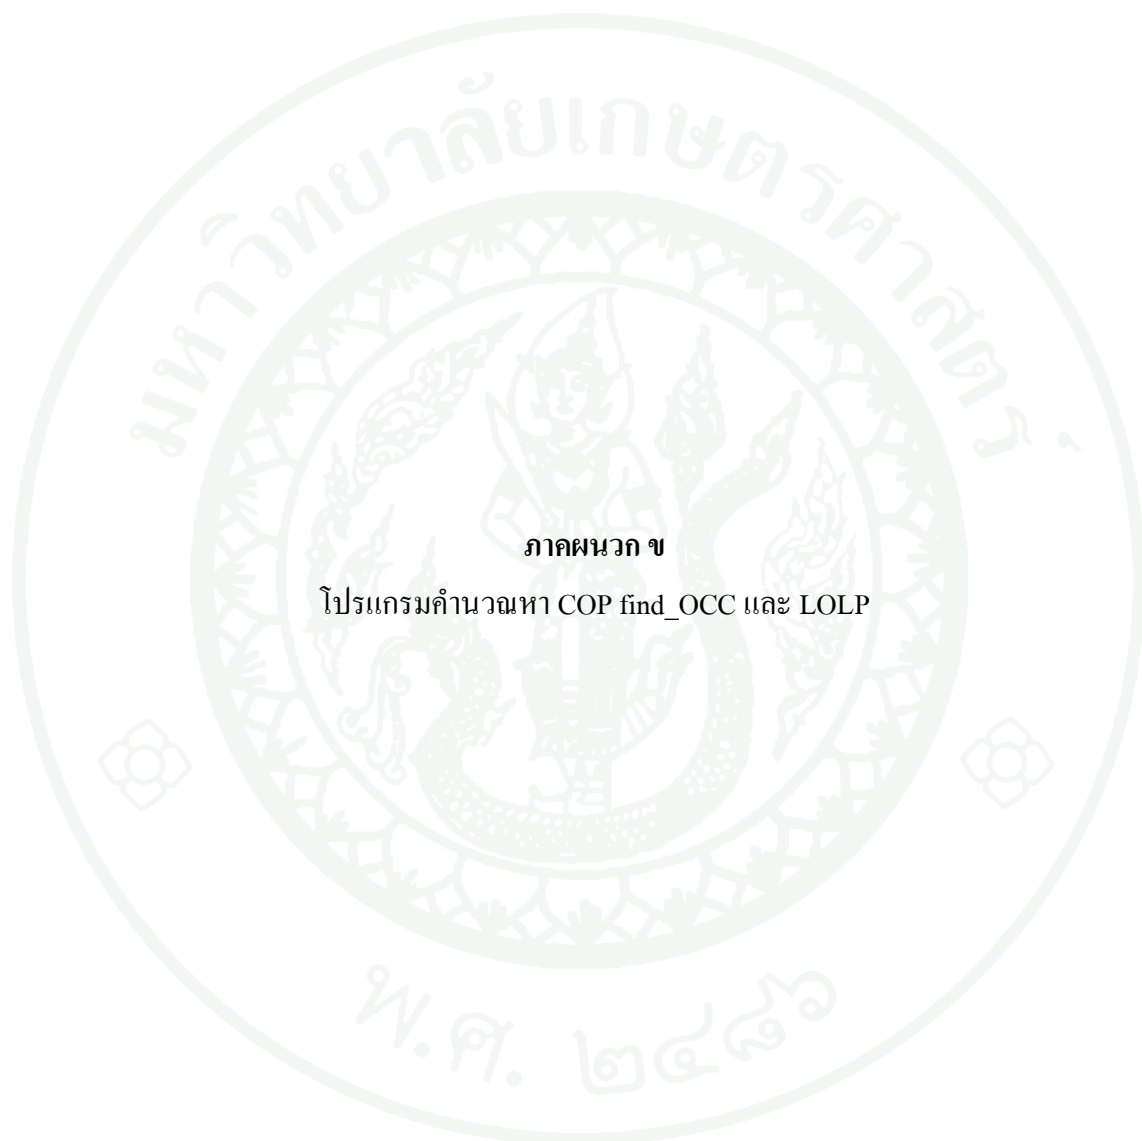 มหาวิทยาลัยเกษตรศาสตร์
ภาคผนวก ข
โปรแกรมคำนวณหา COP find_OCC และ LOLP
พ.ศ. ๒๔๘๖